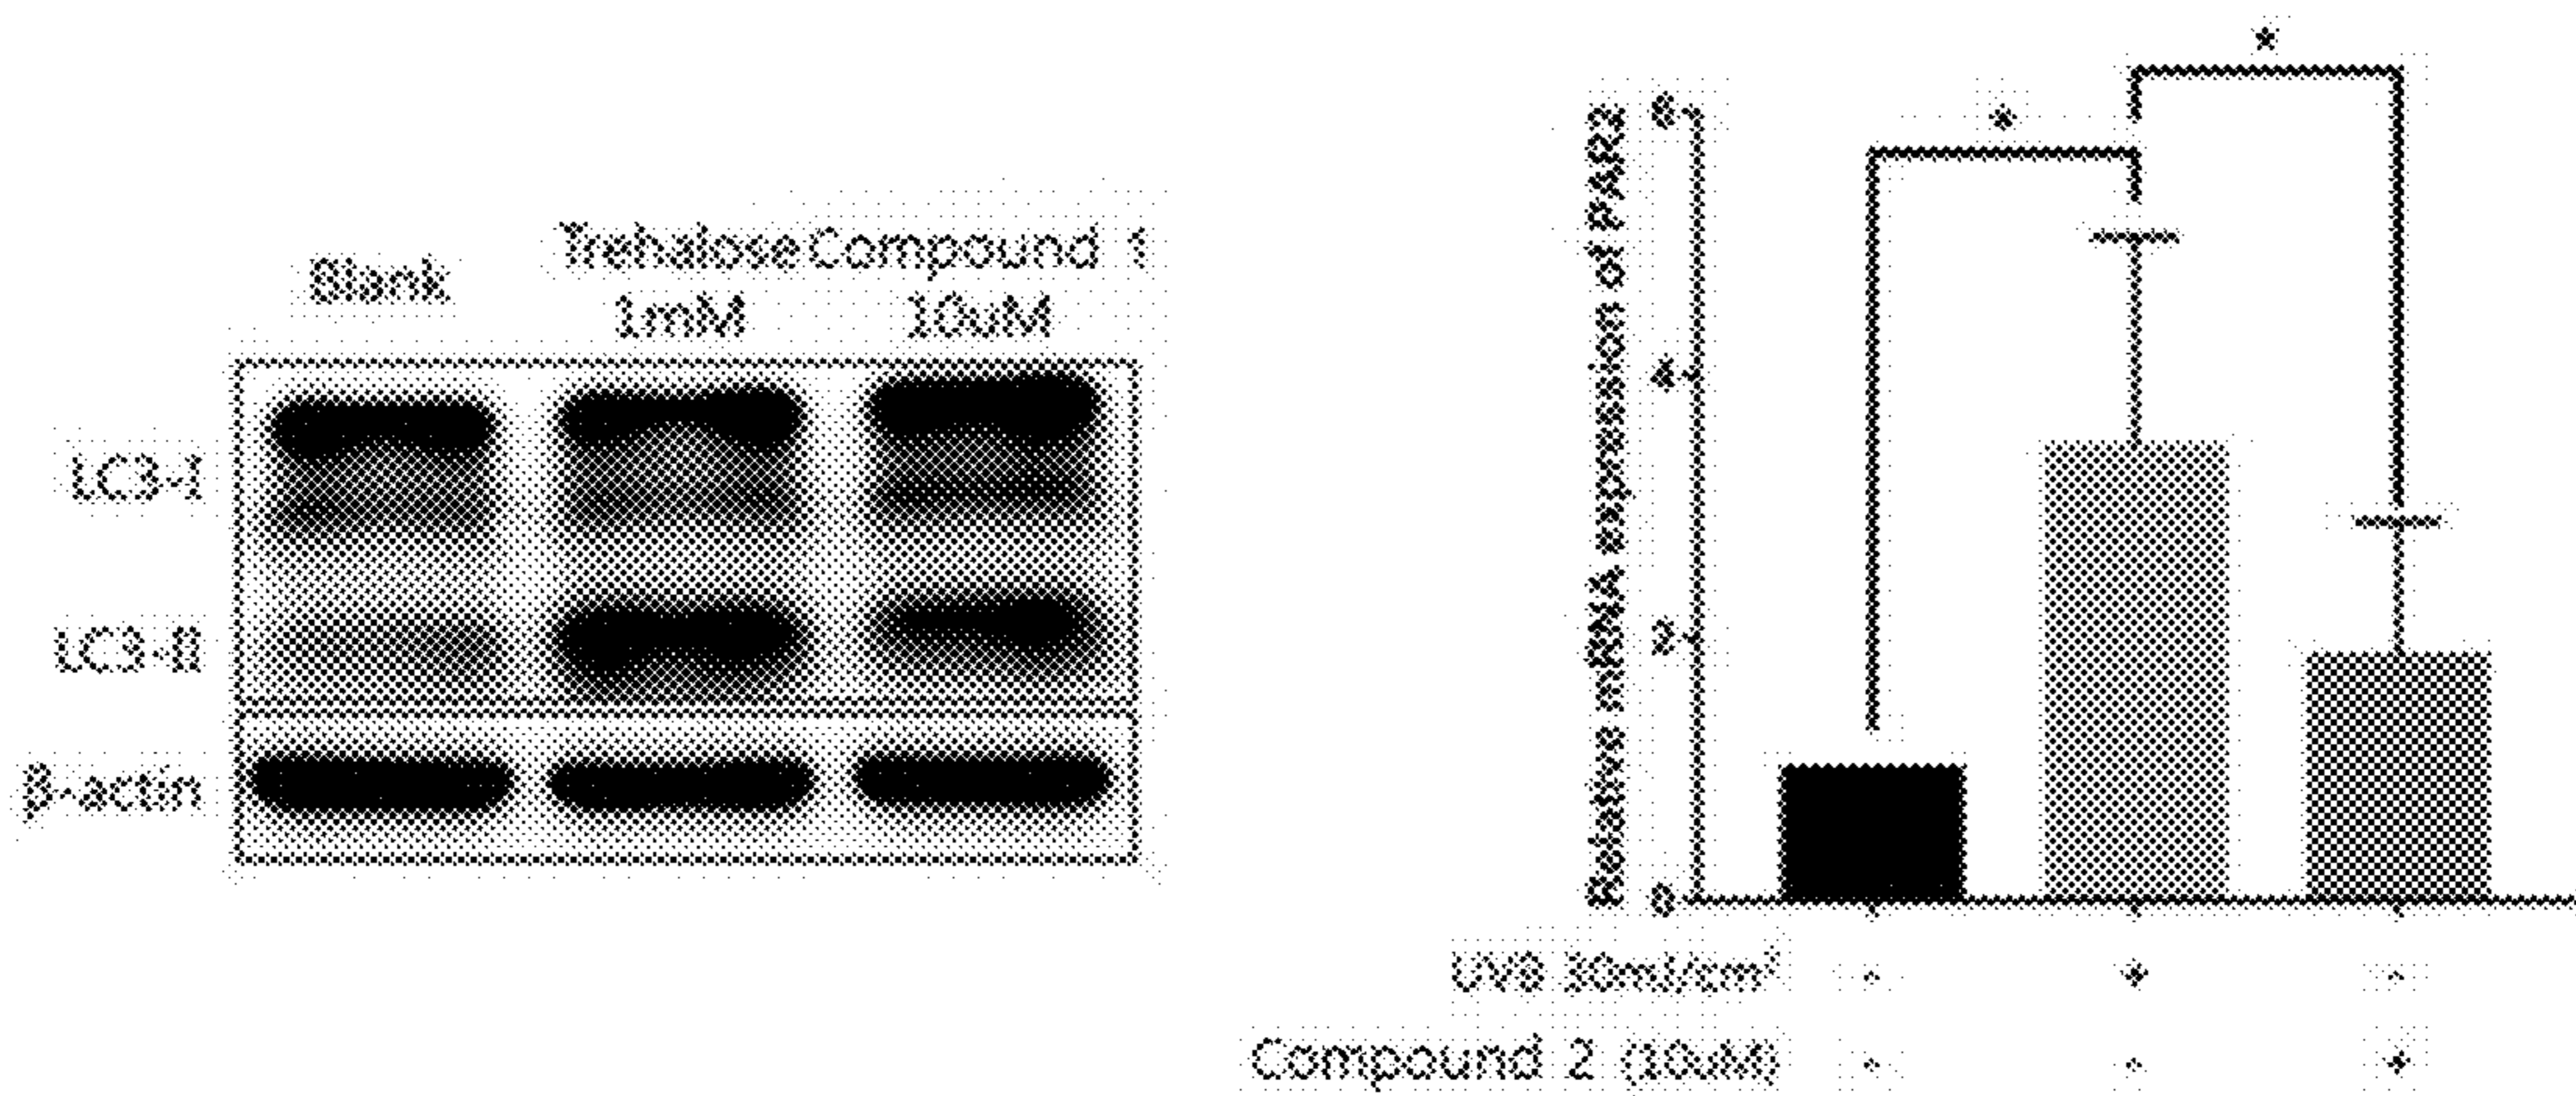 Blank
Trehalose Compound 1
1mM 10uM
LC3-I
LC3-II
β-actin
*
*
Relative mRNA expression of PAR2
6
4
2
0
UVB 30mJ/cm² - + -
Compound 2 (10uM) - - +